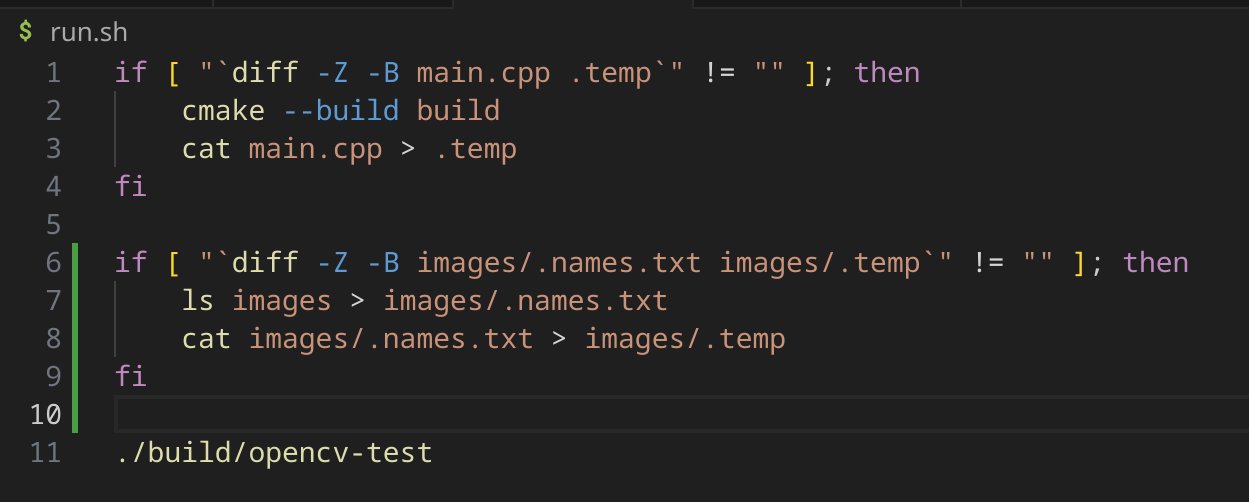 $ run.sh
1 if [ "`diff -Z -B main.cpp .temp`" != "" ]; then
2 cmake --build build
3 cat main.cpp > .temp
4 fi
5
6 if [ "`diff -Z -B images/.names.txt images/.temp`" != "" ]; then
7 ls images > images/.names.txt
8 cat images/.names.txt > images/.temp
9 fi
10
11 ./build/opencv-test